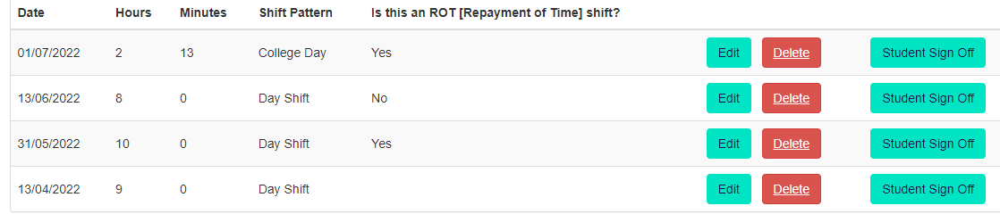 Date Hours Minutes Shift Pattern Is this an ROT [Repayment of Time] shift?
01/07/2022 2 13 College Day Yes Edit Delete Student Sign Off
13/06/2022 8 0 Day Shift No Edit Delete Student Sign Off
31/05/2022 10 0 Day Shift Yes Edit Delete Student Sign Off
13/04/2022 9 0 Day Shift Edit Delete Student Sign Off